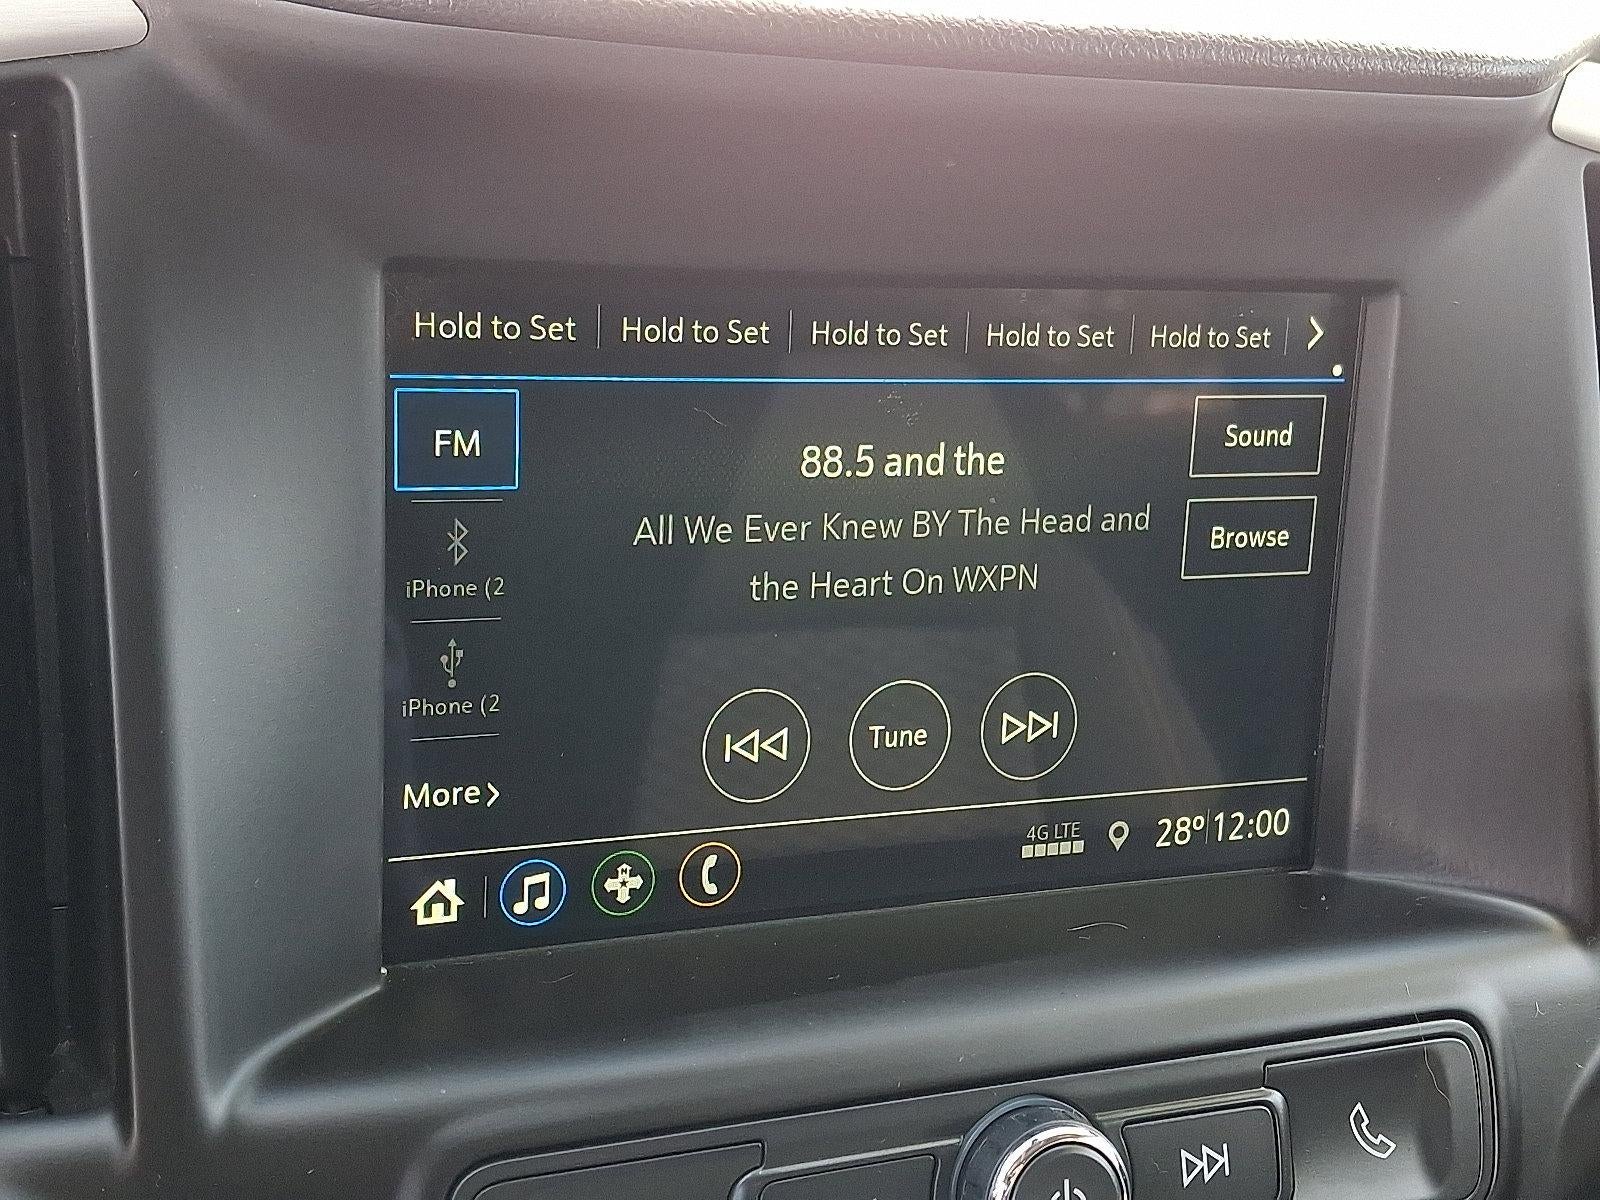 Hold to Set Hold to Set Hold to Set Hold to Set Hold to Set
FM
88.5 and the
Sound
All We Ever Knew BY The Head and
the Heart On WXPN
Browse
iPhone (2
iPhone (2
Tune
More
4G LTE
28° 12:00